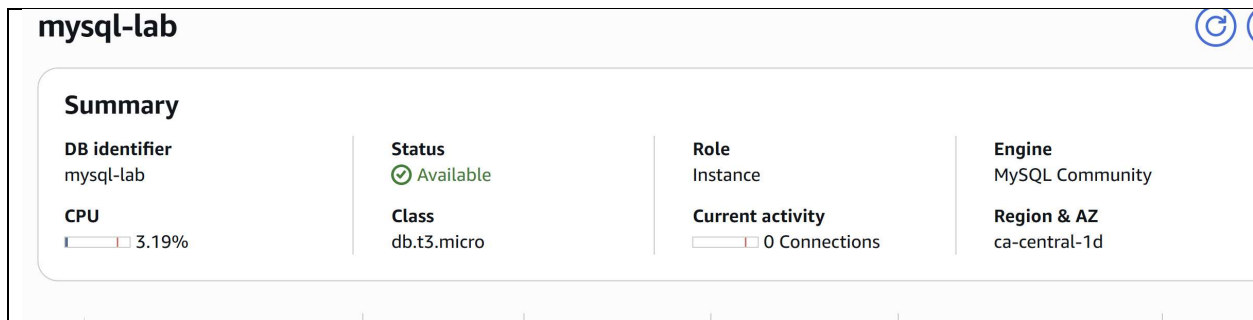 mysql-lab
Summary
DB identifier
mysql-lab
Status
Available
Role
Instance
Engine
MySQL Community
CPU
3.19%
Class
db.t3.micro
Current activity
0 Connections
Region & AZ
ca-central-1d